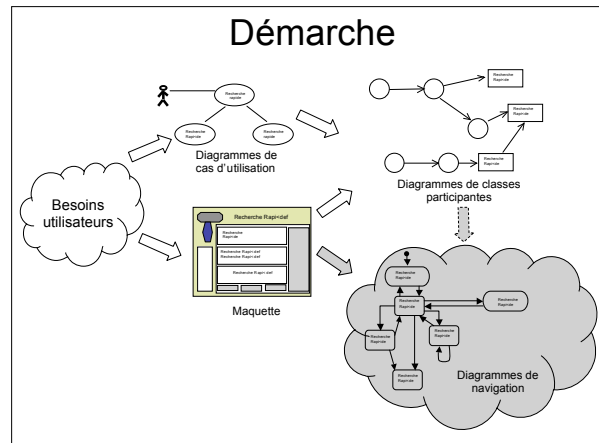 Démarche
Recherche
rapide
Recherche
Rapide
Recherche
rapide
Diagrammes de
cas d'utilisation
Recherche
Rapide
Recherche
Rapide
Recherche
Rapide
Diagrammes de classes
participantes
Besoins
utilisateurs
Recherche Rapi<def
Recherche
Rapide
Recherche Rapi def
Recherche Rapi def
Recherche Rapi def
Maquette
Recherche
Rapide
Recherche
Rapide
Recherche
Rapide
Recherche
Rapide
Recherche
Rapide
Recherche
Rapide
Diagrammes de
navigation